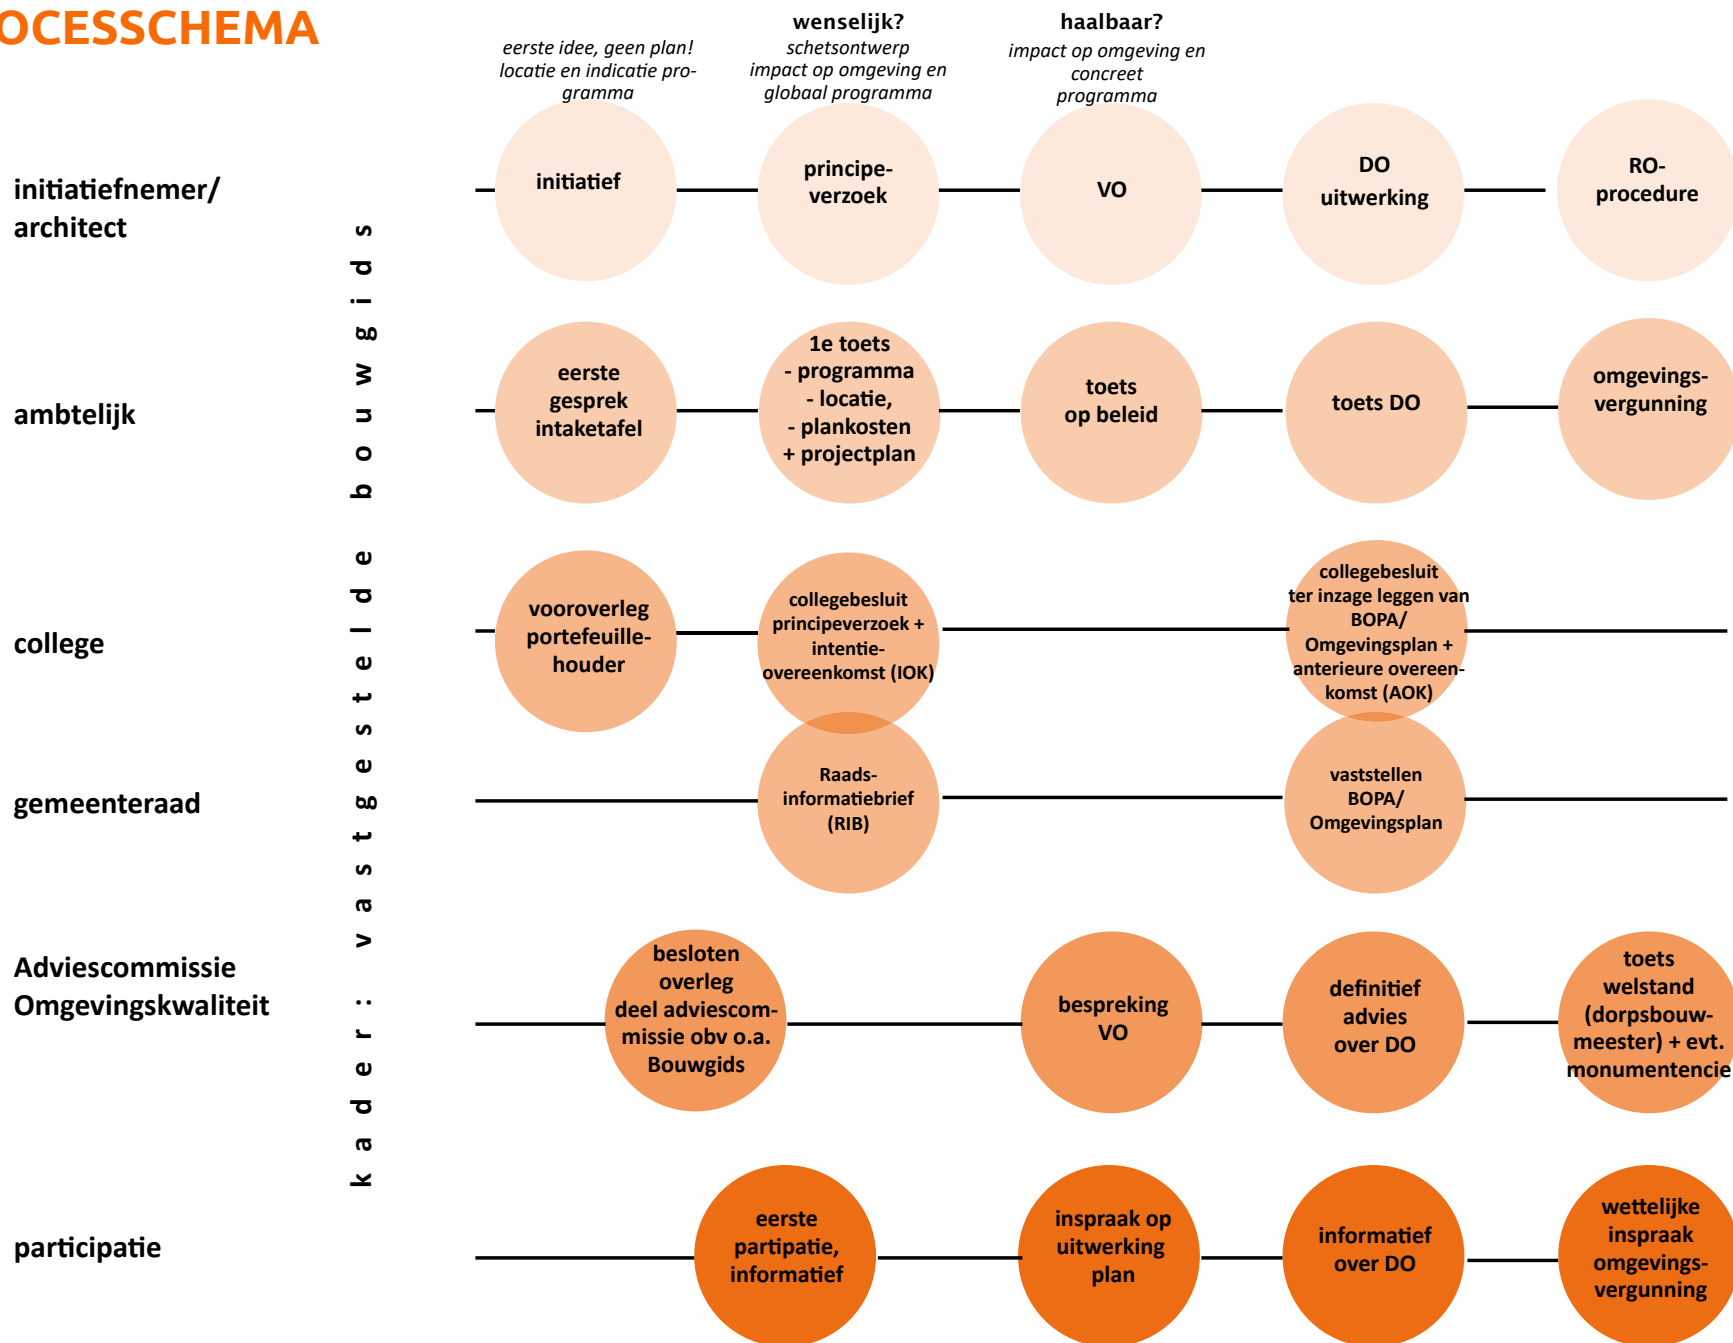 OCESSCHEMA
wenselijk?
haalbaar?
eerste idee, geen plan!
locatie en indicatie pro-
gramma
schetsontwerp
impact op omgeving en
globaal programma
impact op omgeving en
concreet
programma
initiatiefnemer/
architect
initiatief
principe-
verzoek
VO
DO
uitwerking
RO-
procedure
kader: vastgestelde bouwgids
ambtelijk
eerste
gesprek
intaketafel
1e toets
- programma
- locatie,
- plankosten
+ projectplan
toets
op beleid
toets DO
omgevings-
vergunning
college
vooroverleg
portefeuille-
houder
collegebesluit
principeverzoek +
intentie-
overeenkomst (IOK)
collegebesluit
ter inzage leggen van
BOPA/
Omgevingsplan +
anterieure overeen-
komst (AOK)
gemeenteraad
Raads-
informatiebrief
(RIB)
vaststellen
BOPA/
Omgevingsplan
Adviescommissie
Omgevingskwaliteit
besloten
overleg
deel adviescom-
missie obv o.a.
Bouwgids
bespreking
VO
definitief
advies
over DO
toets
welstand
(dorpsbouw-
meester) + evt.
monumentencie
participatie
eerste
partipatie,
informatief
inspraak op
uitwerking
plan
informatief
over DO
wettelijke
inspraak
omgevings-
vergunning